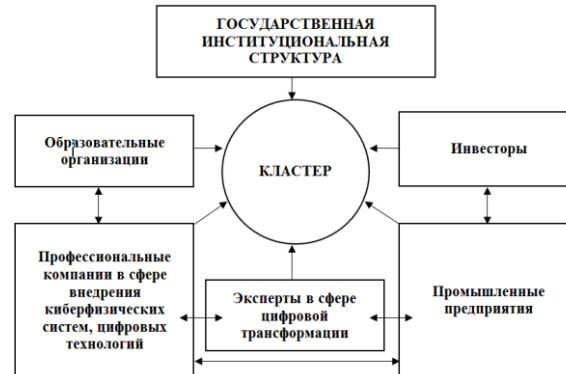 ГОСУДАРСТВЕННАЯ
ИНСТИТУЦИОНАЛЬНАЯ
СТРУКТУРА
Образовательные
организации
КЛАСТЕР
Инвесторы
Профессиональные
компании в сфере
внедрения
киберфизических
систем, цифровых
технологий
Эксперты в сфере
цифровой
трансформации
Промышленные
предприятия